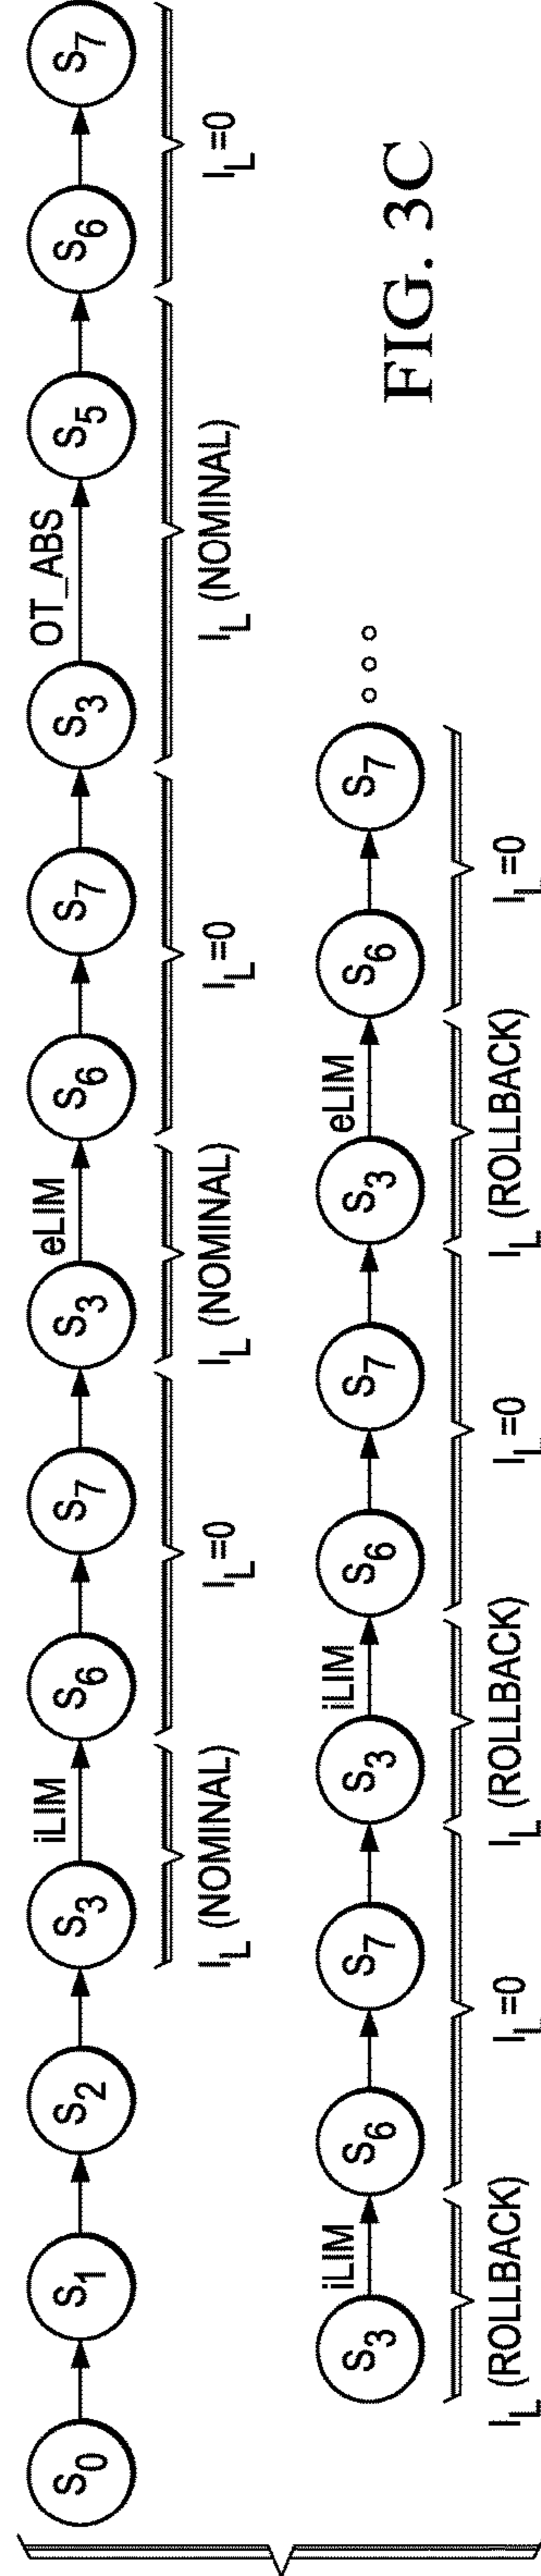 S0 S1 S2 S3 iLIM S6 S7 S3 eLIM S6 S7 S3 OT_ABS S5 S6 S7
IL (NOMINAL) IL=0 IL (NOMINAL) IL=0 IL (NOMINAL) IL=0
S3 iLIM S6 S7 S3 iLIM S6 S7 S3 eLIM S6 S7
IL (ROLLBACK) IL=0 IL (ROLLBACK) IL=0 IL (ROLLBACK) IL=0
FIG. 3C